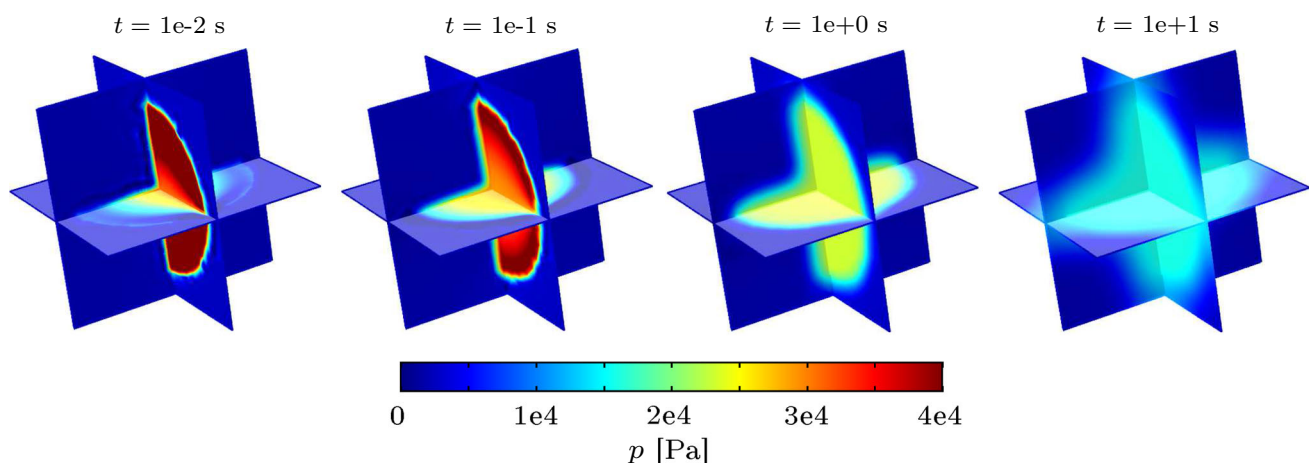 t = 1e-2 s
t = 1e-1 s
t = 1e+0 s
t = 1e+1 s
0 1e4 2e4 3e4 4e4
p [Pa]